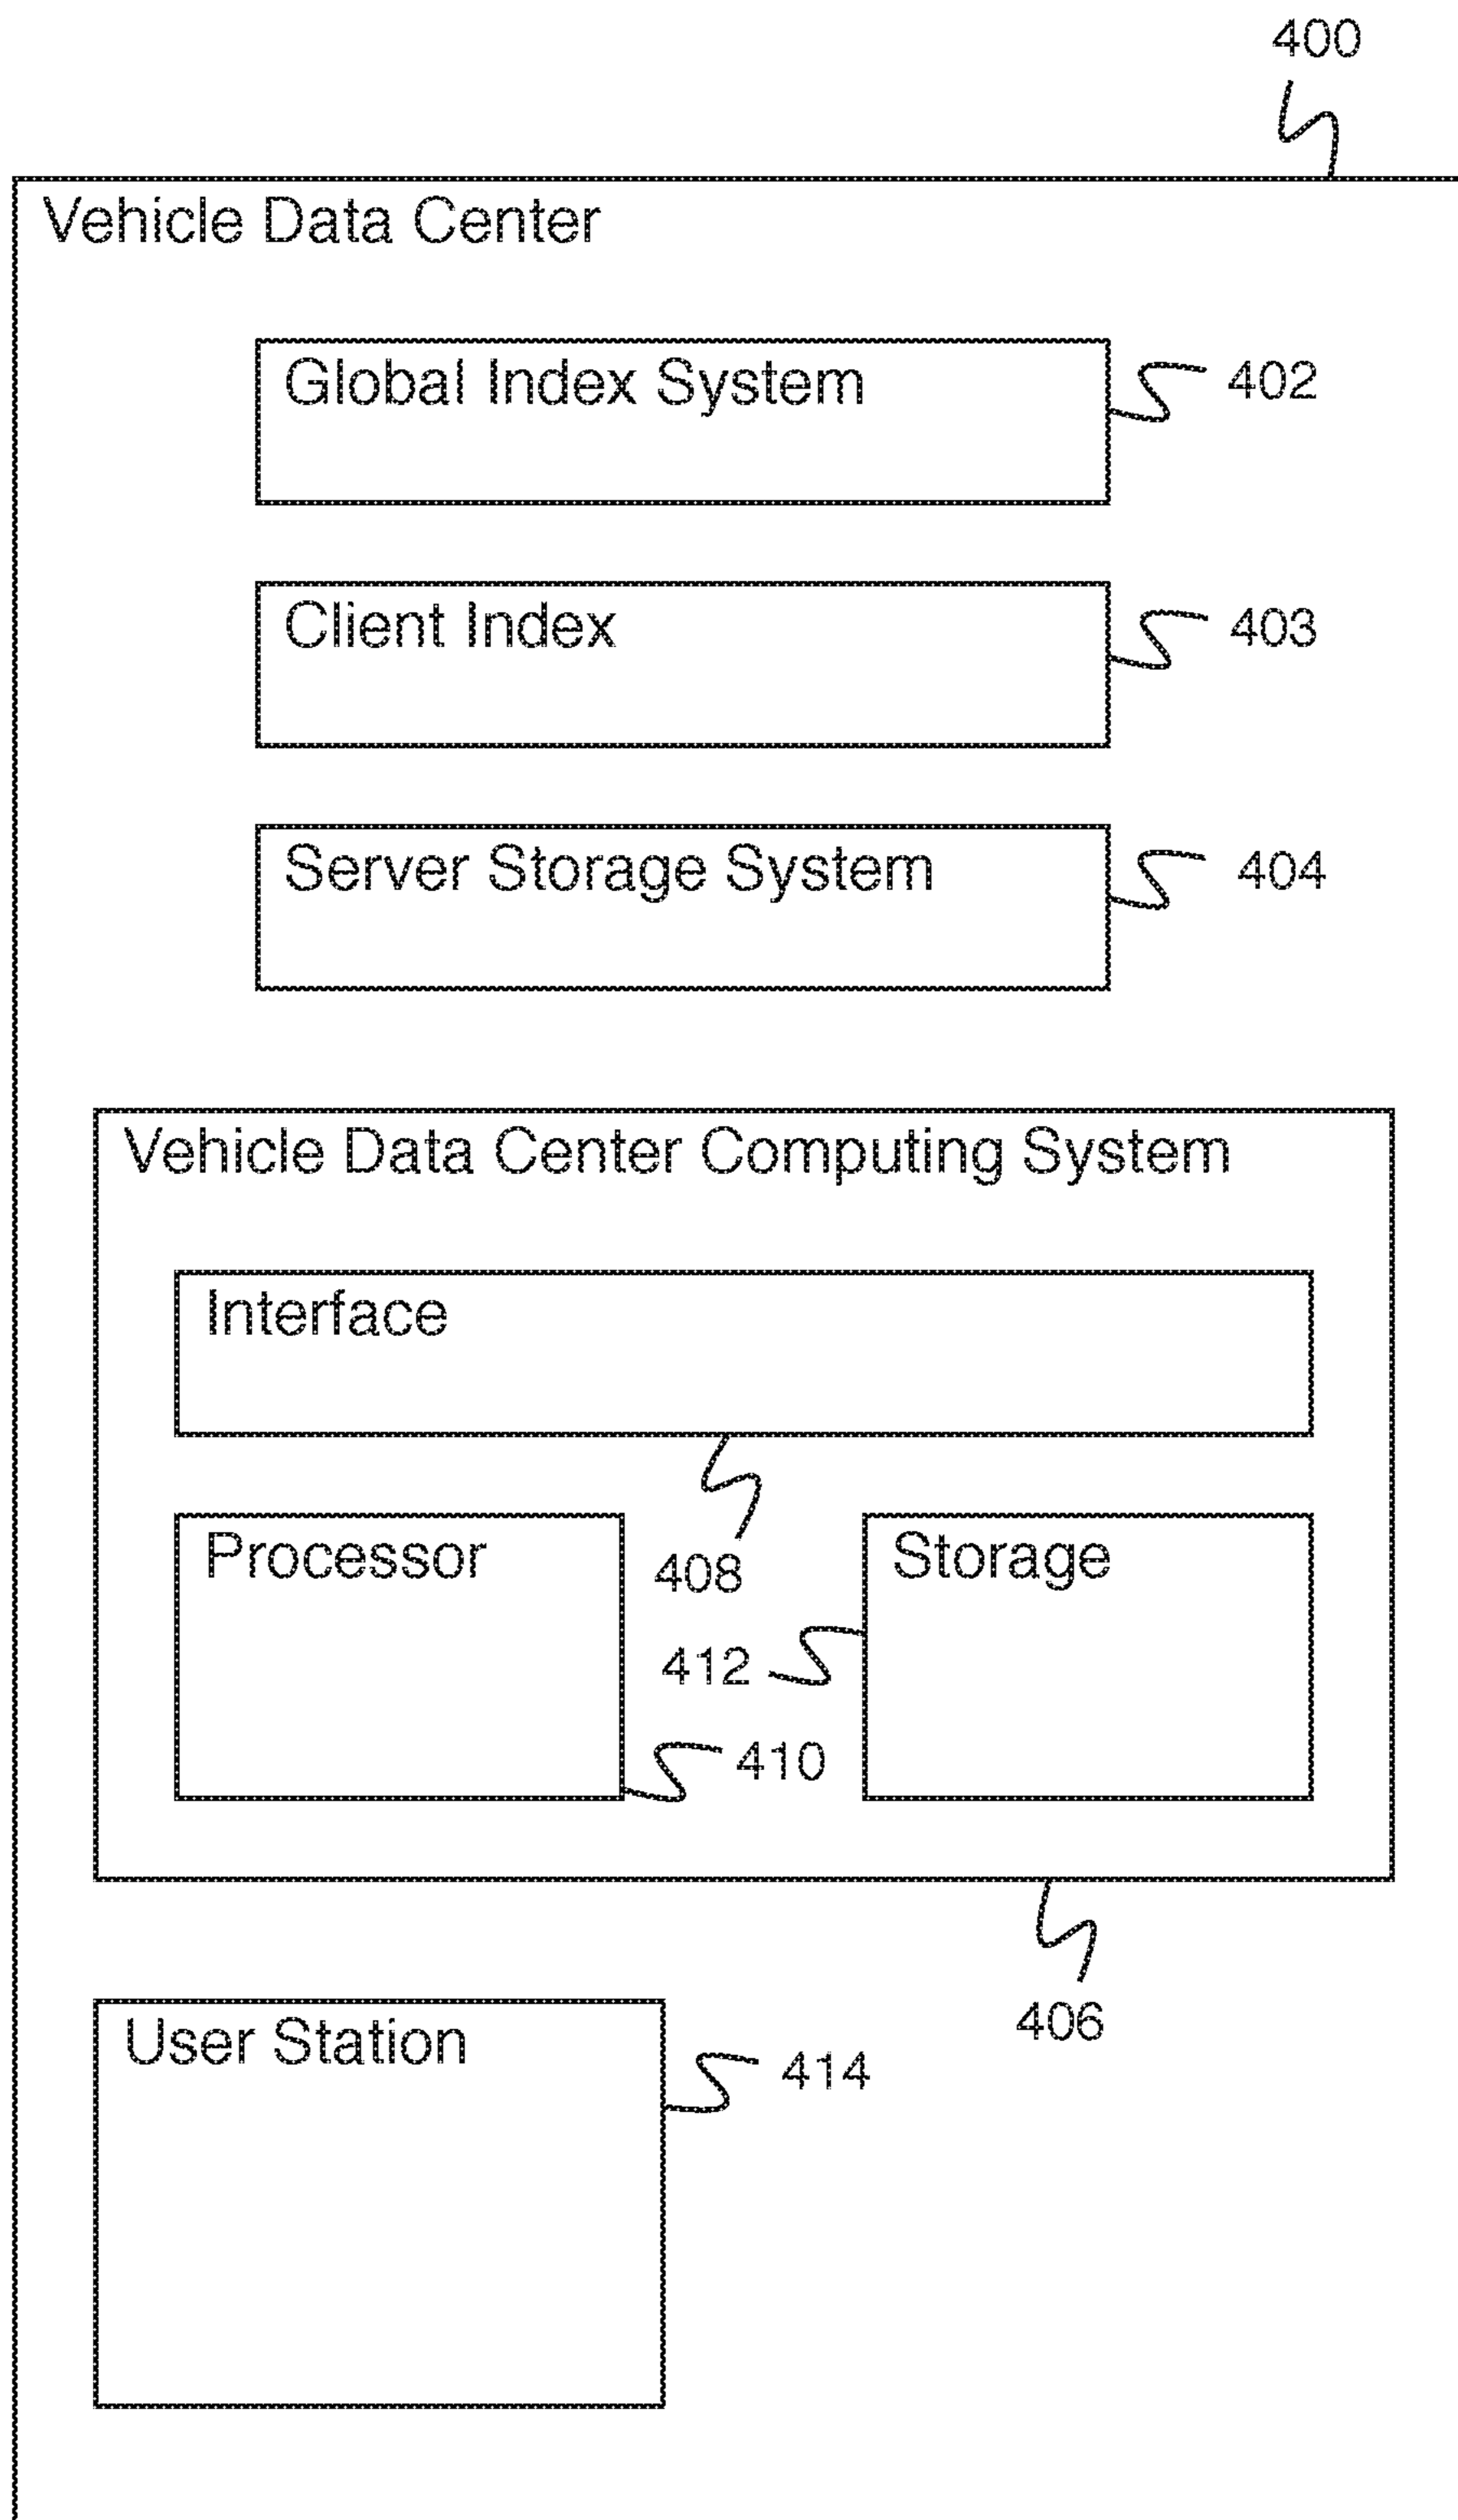 400
Vehicle Data Center
Global Index System
402
Client Index
403
Server Storage System
404
Vehicle Data Center Computing System
Interface
408
Processor
Storage
412
410
406
User Station
414